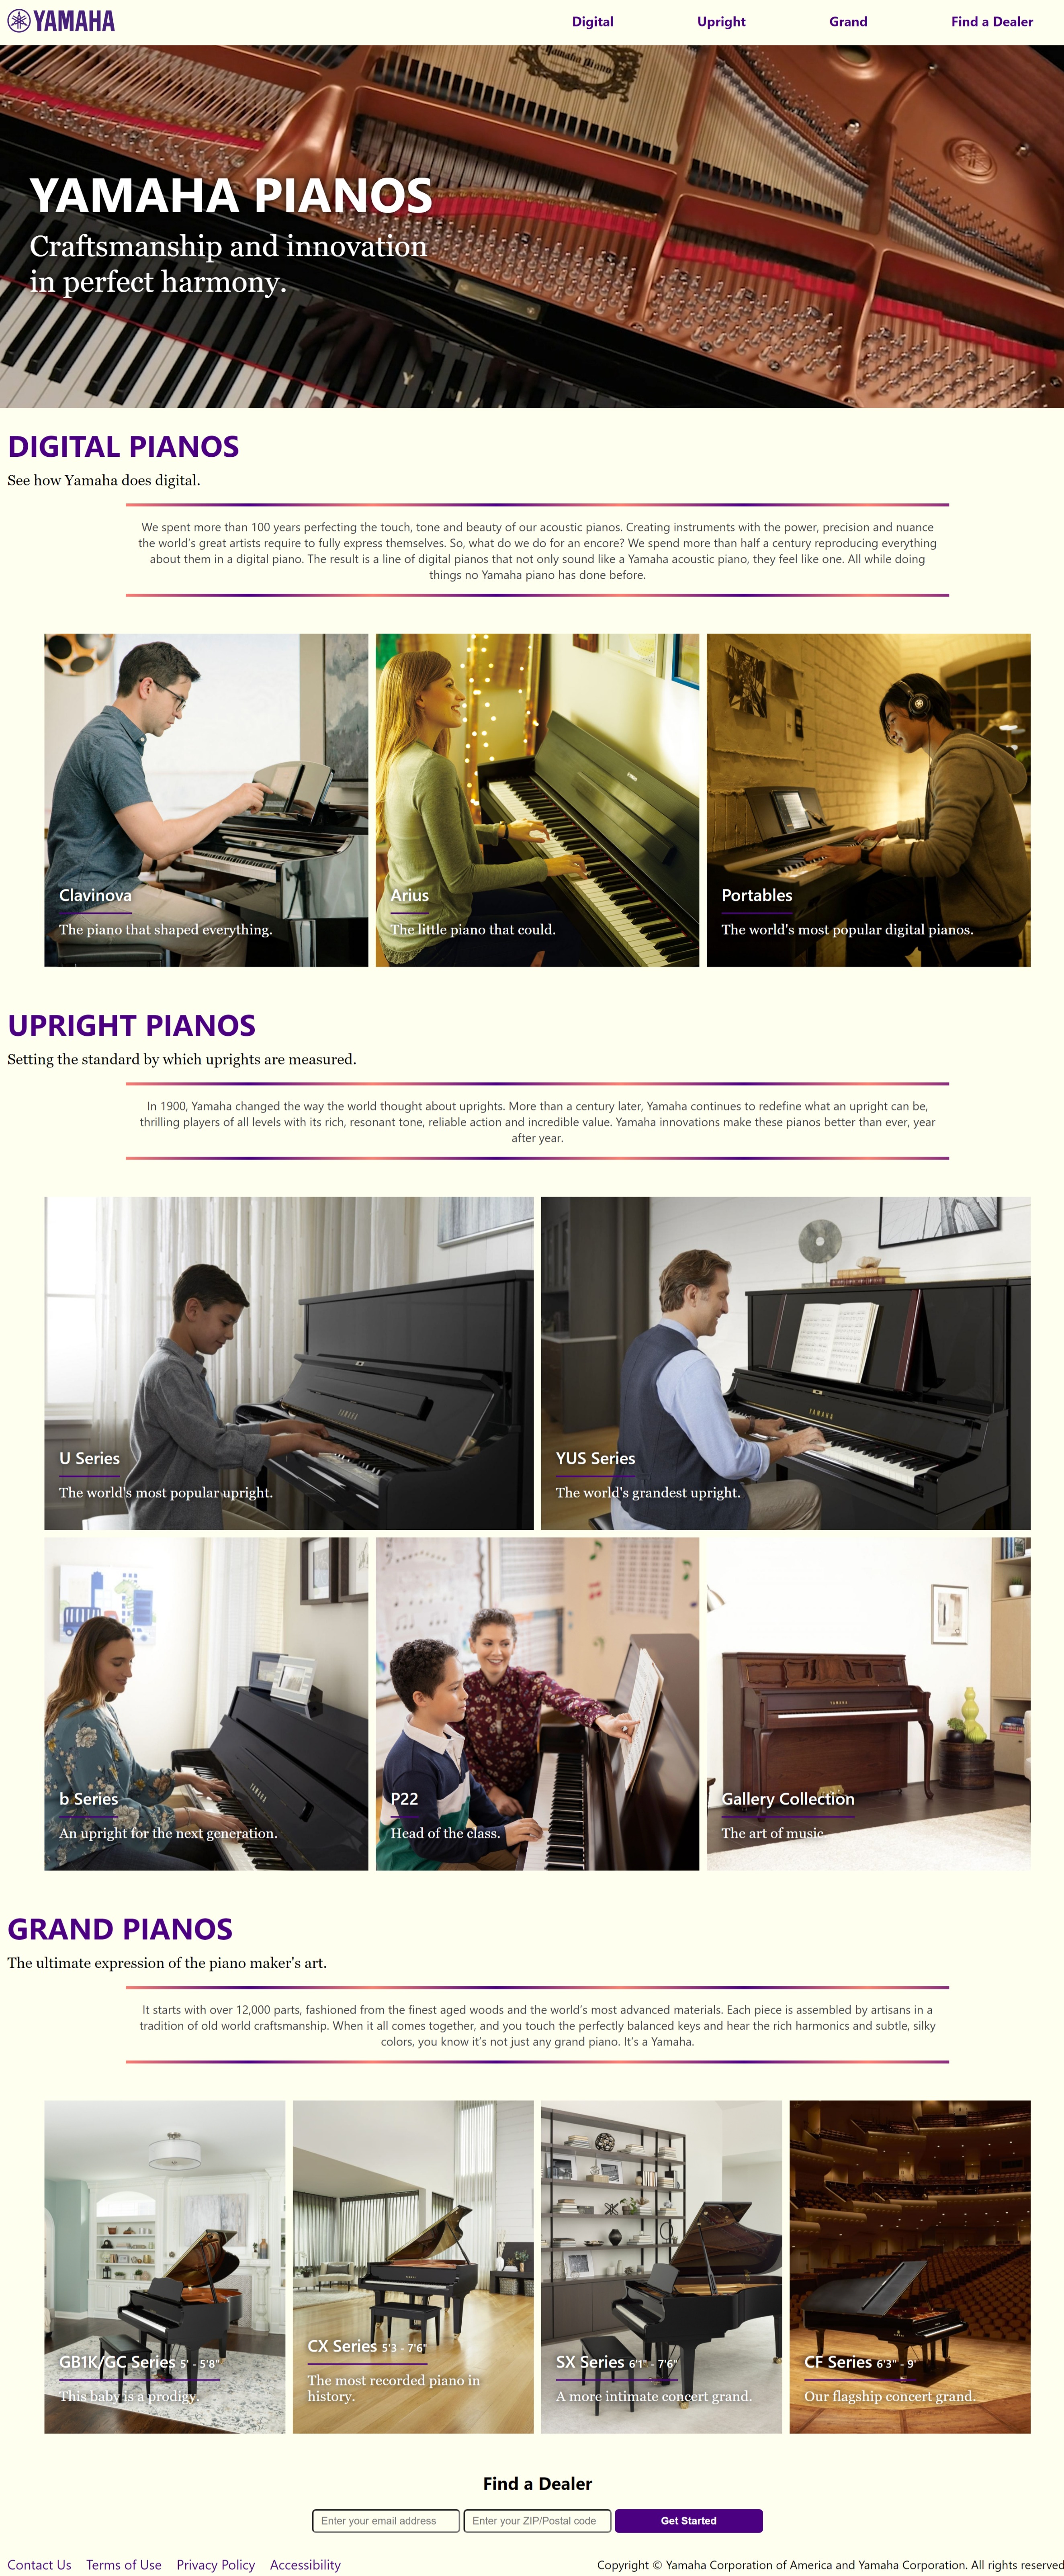 YAMAHA
Digital
Upright
Grand
Find a Dealer
Yamaha Piano
YAMAHA PIANOS
Craftsmanship and innovation
in perfect harmony.
DIGITAL PIANOS
See how Yamaha does digital.
We spent more than 100 years perfecting the touch, tone and beauty of our acoustic pianos. Creating instruments with the power, precision and nuance
the world’s great artists require to fully express themselves. So, what do we do for an encore? We spend more than half a century reproducing everything
about them in a digital piano. The result is a line of digital pianos that not only sound like a Yamaha acoustic piano, they feel like one. All while doing
things no Yamaha piano has done before.
Clavinova
The piano that shaped everything.
Arius
The little piano that could.
Portables
The world's most popular digital pianos.
UPRIGHT PIANOS
Setting the standard by which uprights are measured.
In 1900, Yamaha changed the way the world thought about uprights. More than a century later, Yamaha continues to redefine what an upright can be,
thrilling players of all levels with its rich, resonant tone, reliable action and incredible value. Yamaha innovations make these pianos better than ever, year
after year.
YAMAHA
U Series
The world's most popular upright.
YAMAHA
YUS Series
The world's grandest upright.
YAMAHA
b Series
An upright for the next generation.
P22
Head of the class.
YAMAHA
Gallery Collection
The art of music.
GRAND PIANOS
The ultimate expression of the piano maker's art.
It starts with over 12,000 parts, fashioned from the finest aged woods and the world’s most advanced materials. Each piece is assembled by artisans in a
tradition of old world craftsmanship. When it all comes together, and you touch the perfectly balanced keys and hear the rich harmonics and subtle, silky
colors, you know it’s not just any grand piano. It’s a Yamaha.
GB1K/GC Series 5' - 5'8"
This baby is a prodigy.
CX Series 5'3 - 7'6"
The most recorded piano in
history.
SX Series 6'1" - 7'6"
A more intimate concert grand.
CF Series 6'3" - 9'
Our flagship concert grand.
Find a Dealer
Enter your email address
Enter your ZIP/Postal code
Get Started
Contact Us
Terms of Use
Privacy Policy
Accessibility
Copyright © Yamaha Corporation of America and Yamaha Corporation. All rights reserved